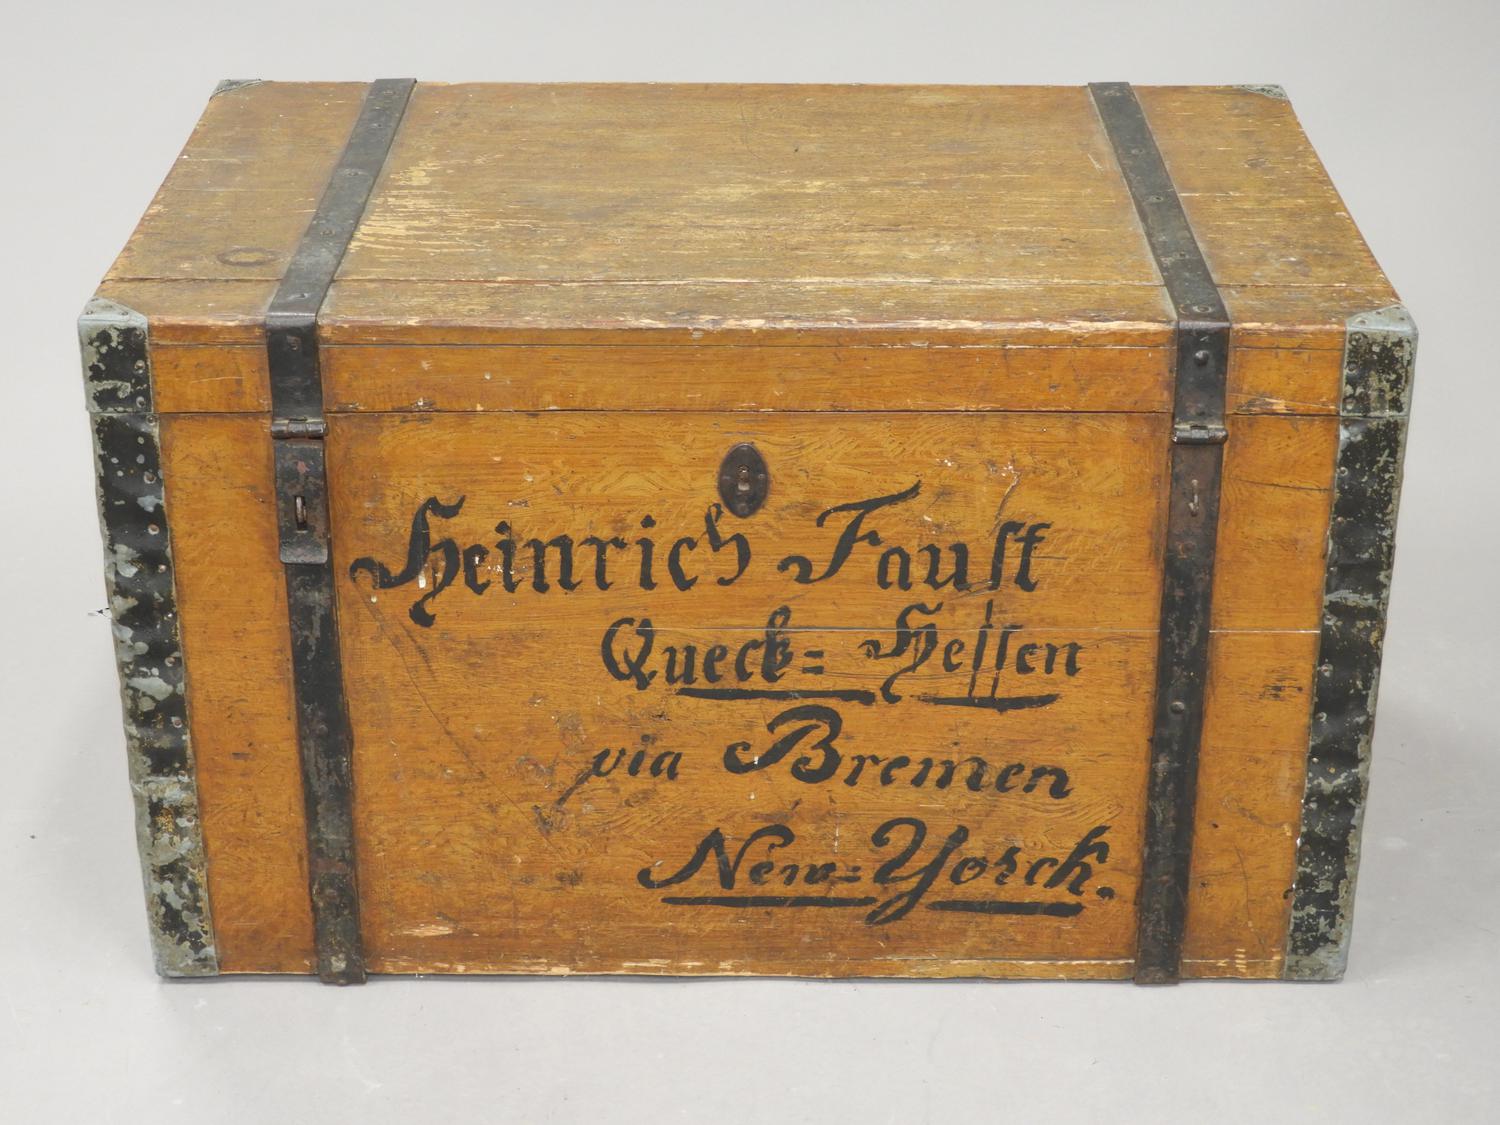 Heinrich Faust
Queck= Hessen
via Bremen
New=Yorck.